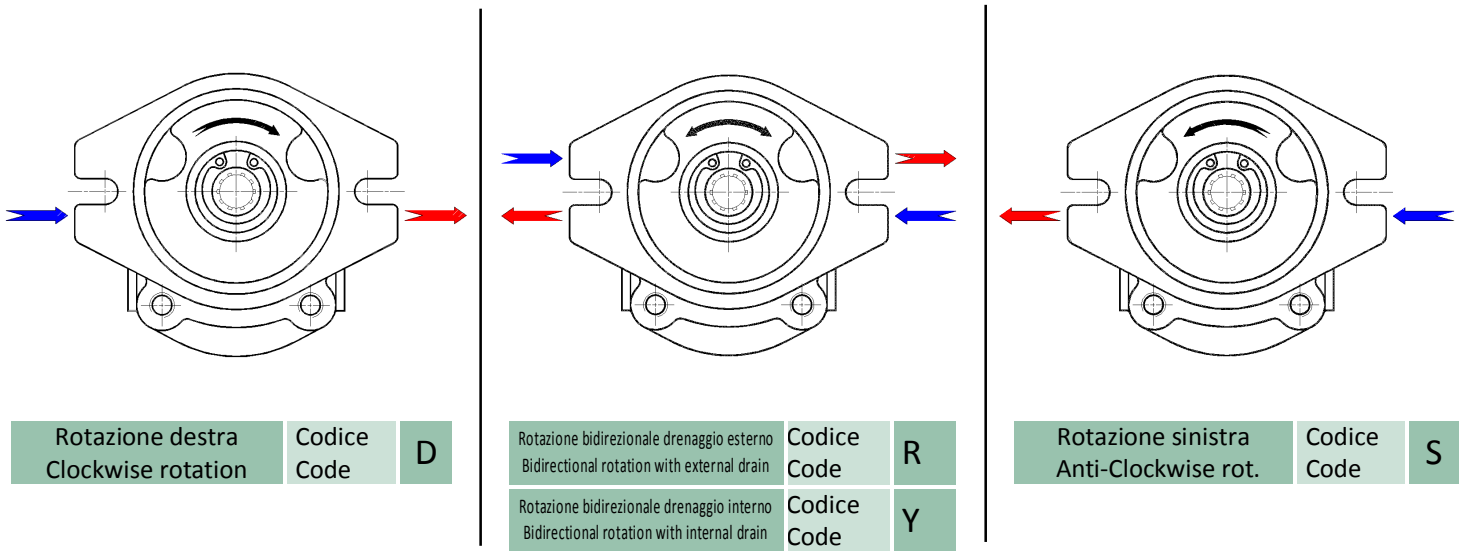 Rotazione destra
Clockwise rotation
Codice
Code
D
Rotazione bidirezionale drenaggio esterno
Bidirectional rotation with external drain
Codice
Code
R
Rotazione bidirezionale drenaggio interno
Bidirectional rotation with internal drain
Codice
Code
Y
Rotazione sinistra
Anti-Clockwise rot.
Codice
Code
S